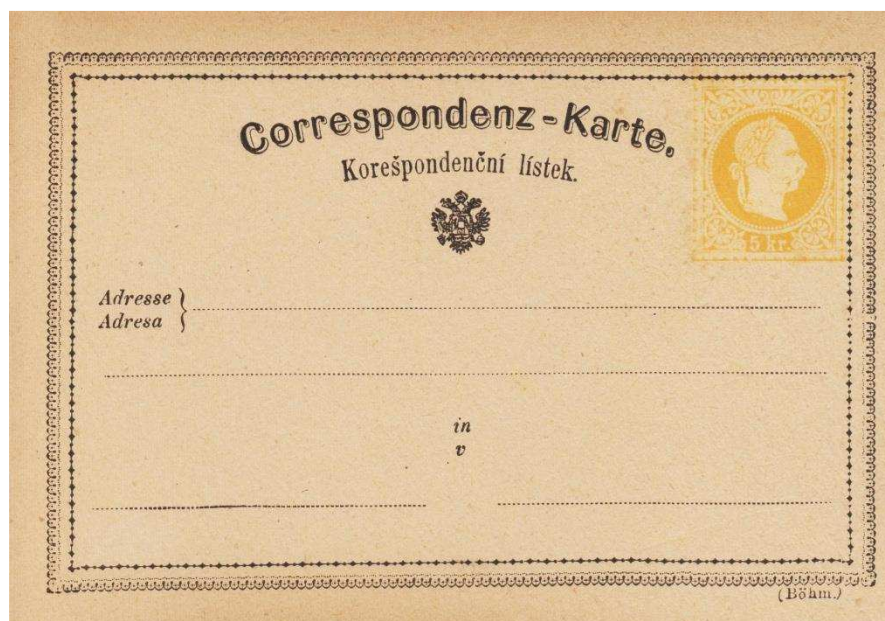 Correspondenz-Karte,
Korešpondenční lístek.
5 kr.
Adresse
Adresa
in
v
(Böhm.)